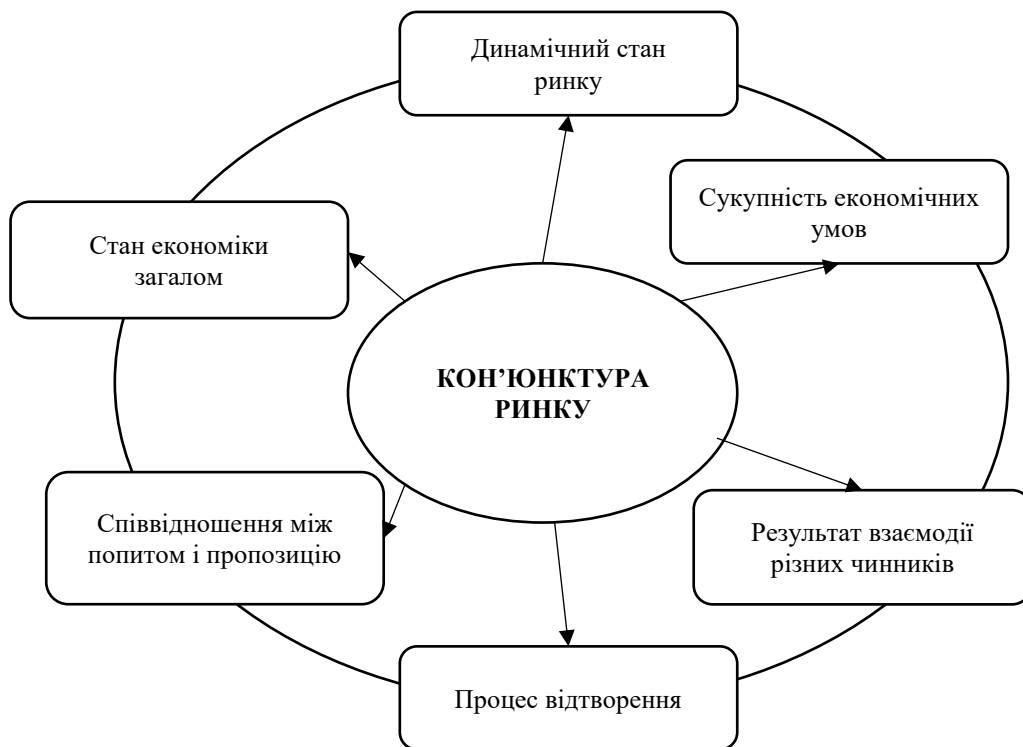 Динамічний стан
ринку
Сукупність економічних
умов
Стан економіки
загалом
КОН’ЮНКТУРА
РИНКУ
Співвідношення між
попитом і пропозицію
Результат взаємодії
різних чинників
Процес відтворення